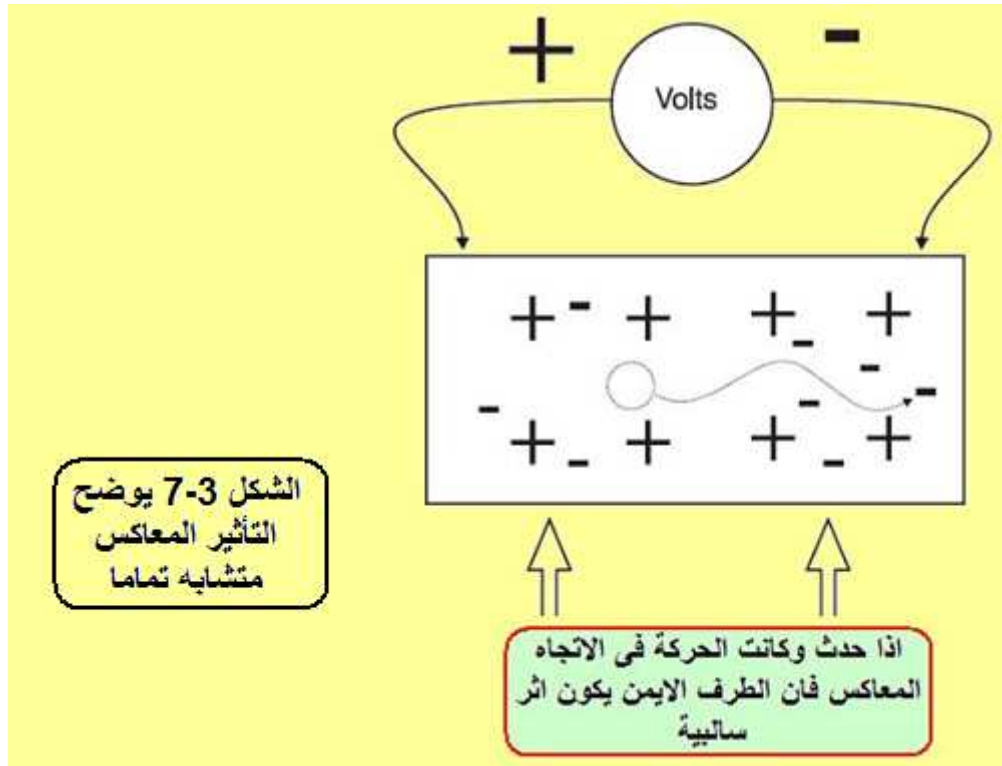 + -
Volts
+ - + + +
- - -
- - -
+ + + +
- -
الشكل 3-7 يوضح
التأثير المعاكس
متشابه تماما
اذا حدث وكانت الحركة فى الاتجاه
المعاكس فان الطرف الايمن يكون اثر
سالبية